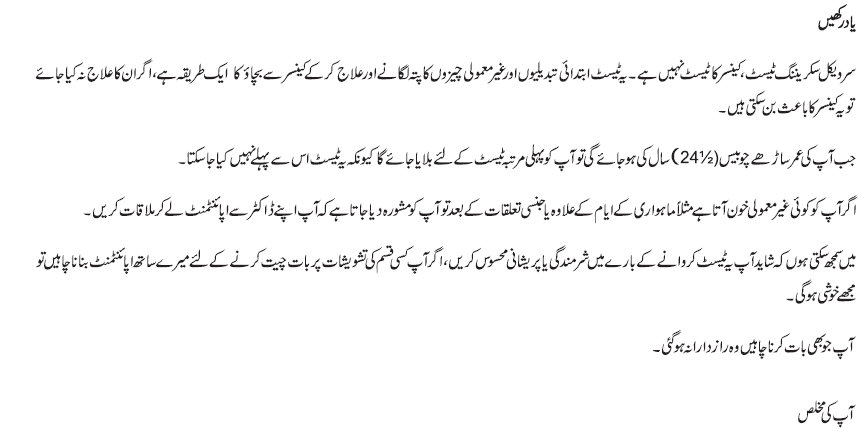 یاد رکھیں
سرویکل سکریننگ ٹیسٹ، کینسر کا ٹیسٹ نہیں ہے۔ یہ ٹیسٹ ابتدائی تبدیلیوں اور غیر معمولی چیزوں کا پتہ لگانے اور علاج کر کے کینسر سے بچاؤ کا ایک طریقہ ہے، اگر ان کا علاج نہ کیا جائے
تو یہ کینسر کا باعث بن سکتی ہیں۔
جب آپ کی عمر ساڑھے چوبیس (24½) سال کی ہو جائے گی تو آپ کو پہلی مرتبہ ٹیسٹ کے لئے بلایا جائے گا کیونکہ یہ ٹیسٹ اس سے پہلے نہیں کیا جا سکتا۔
اگر آپ کو کوئی غیر معمولی خون آتا ہے مثلاً ماہواری کے ایام کے علاوہ یا جنسی تعلقات کے بعد تو آپ کو مشورہ دیا جاتا ہے کہ آپ اپنے ڈاکٹر سے اپائنٹمنٹ لے کر ملاقات کریں۔
میں سمجھ سکتی ہوں کہ شاید آپ یہ ٹیسٹ کروانے کے بارے میں شرمندگی یا پریشانی محسوس کریں، اگر آپ کسی قسم کی تشویشات پر بات چیت کرنے کے لئے میرے ساتھ اپائنٹمنٹ بنانا چاہیں تو
مجھے خوشی ہوگی۔
آپ جو بھی بات کرنا چاہیں وہ رازدارانہ ہو گئی۔
آپ کی مخلص